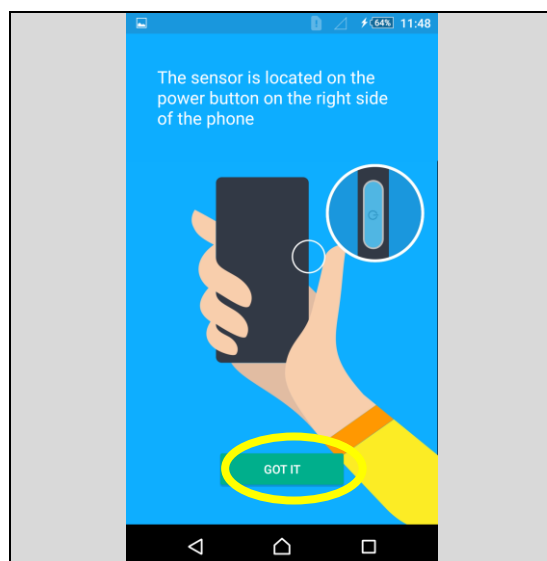 64% 11:48
The sensor is located on the
power button on the right side
of the phone
GOT IT